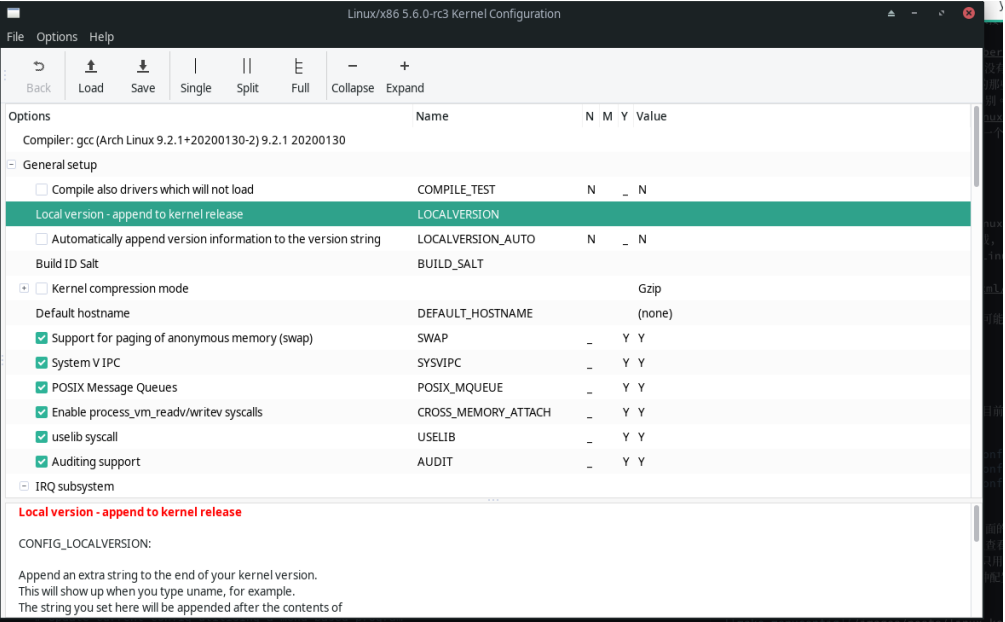 Linux/x86 5.6.0-rc3 Kernel Configuration
File Options Help
Back Load Save Single Split Full Collapse Expand
Options Name N M Y Value
Compiler: gcc (Arch Linux 9.2.1+20200130-2) 9.2.1 20200130
General setup
Compile also drivers which will not load COMPILE_TEST N _ N
Local version - append to kernel release LOCALVERSION
Automatically append version information to the version string LOCALVERSION_AUTO N _ N
Build ID Salt BUILD_SALT
Kernel compression mode Gzip
Default hostname DEFAULT_HOSTNAME (none)
Support for paging of anonymous memory (swap) SWAP _ Y Y
System V IPC SYSVIPC _ Y Y
POSIX Message Queues POSIX_MQUEUE _ Y Y
Enable process_vm_readv/writev syscalls CROSS_MEMORY_ATTACH _ Y Y
uselib syscall USELIB _ Y Y
Auditing support AUDIT _ Y Y
IRQ subsystem
Local version - append to kernel release
CONFIG_LOCALVERSION:
Append an extra string to the end of your kernel version.
This will show up when you type uname, for example.
The string you set here will be appended after the contents of